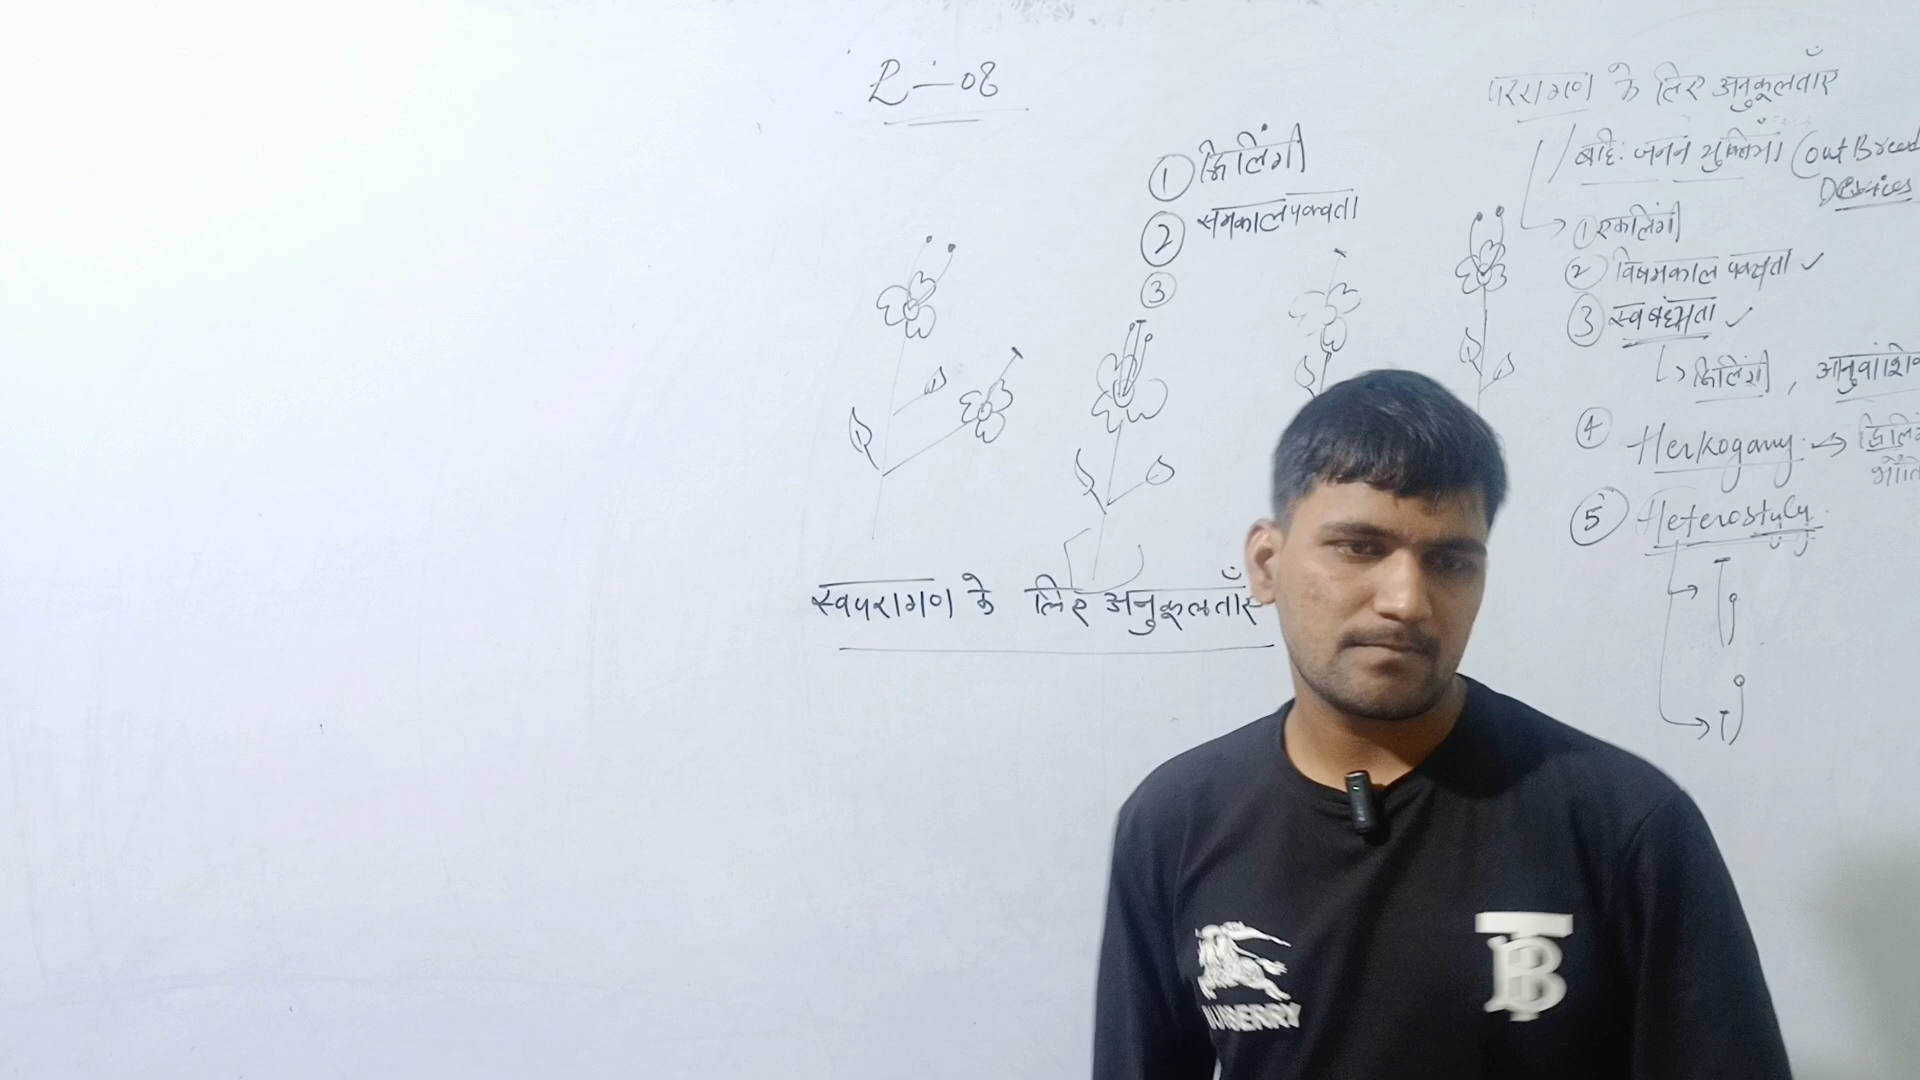 L-08
① द्विलिंगी
② समकालपक्वता
③
स्वपरागण के लिए अनुकूलताएँ
परागण के लिए अनुकूलताएँ
बहि: जनन युक्तियाँ (out Breed
Devices
① एकलिंगी
② विषमकाल पक्वता ✓
③ स्व बंध्यता ✓
↳ द्विलिंगी, आनुवांशि
④ Herkogamy → द्विलिं
भौति
⑤ Heterostyly
BURBERRY
TB